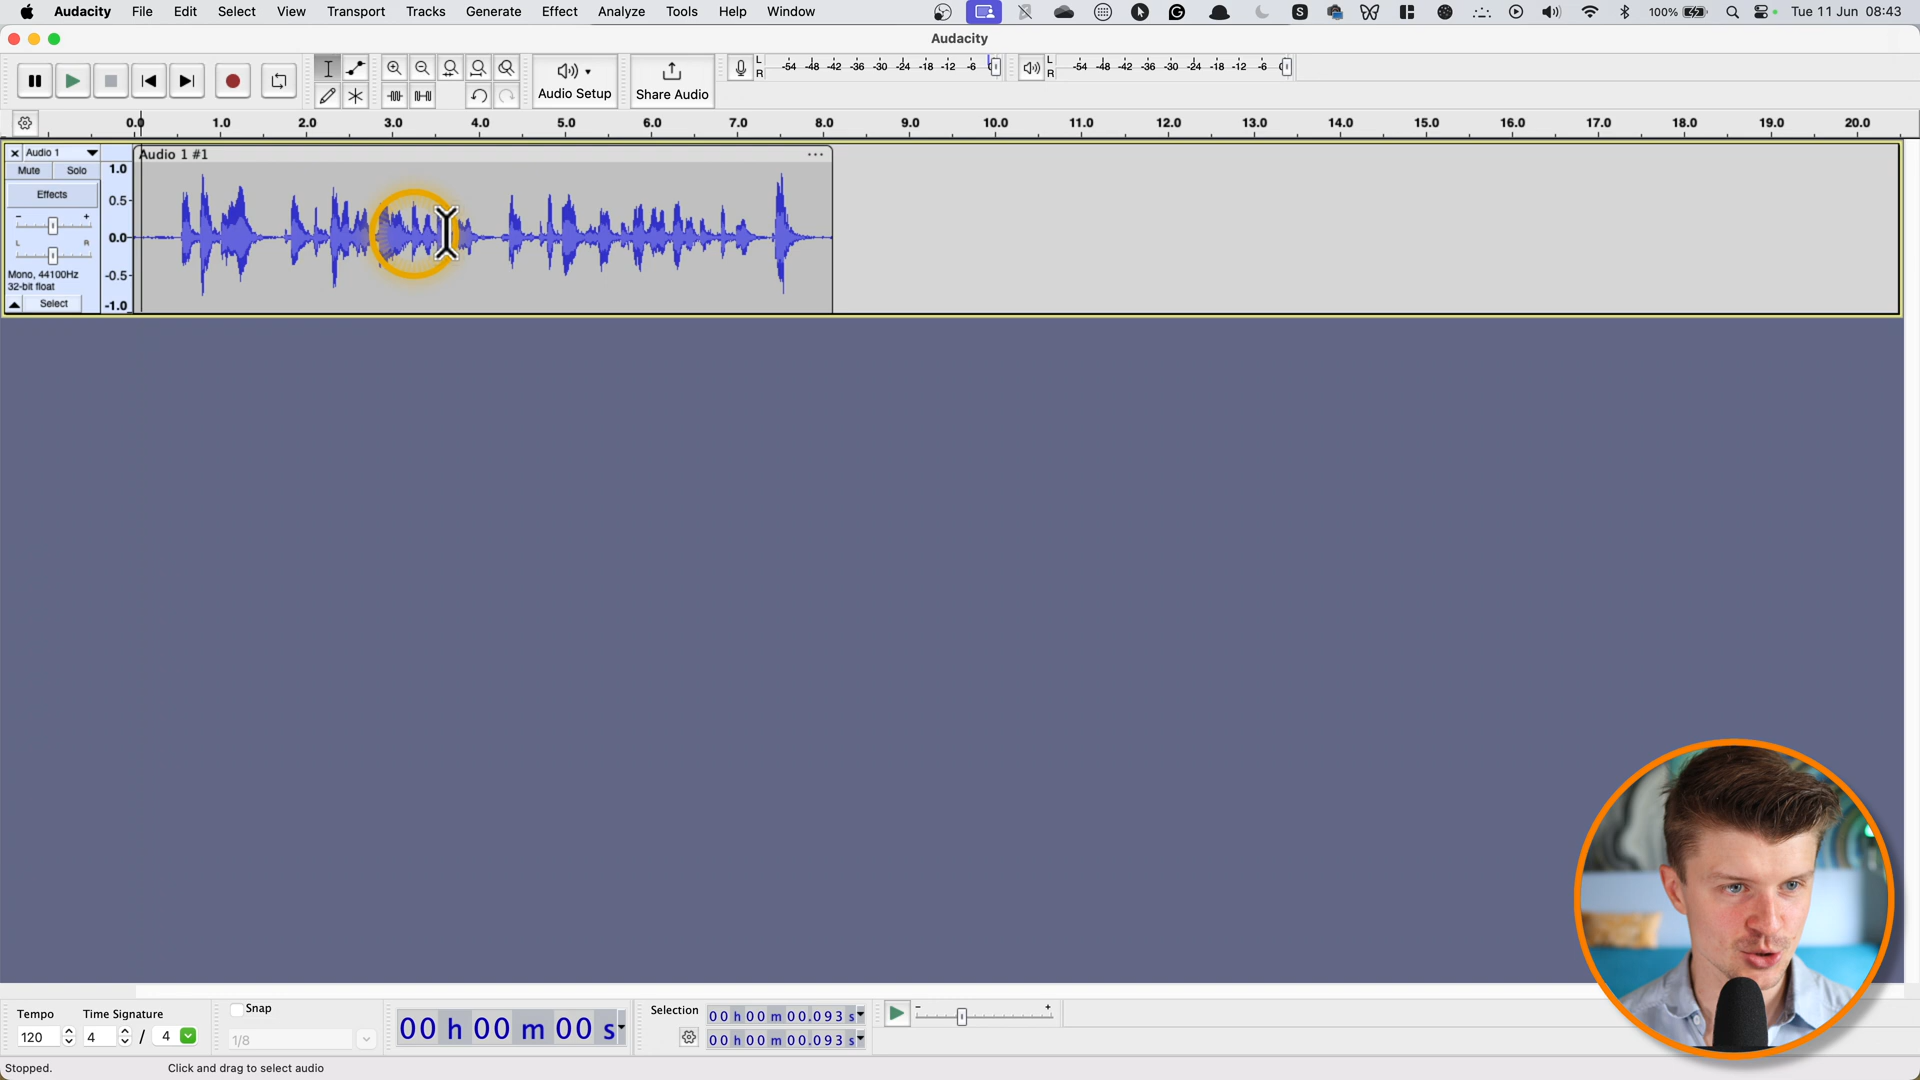 Audacity File Edit Select View Transport Tracks Generate Effect Analyze Tools Help Window 100% Tue 11 Jun 08:43
Audacity
Audio Setup
Share Audio
L
R
-54 -48 -42 -36 -30 -24 -18 -12 -6
L
R
-54 -48 -42 -36 -30 -24 -18 -12 -6
0.0 1.0 2.0 3.0 4.0 5.0 6.0 7.0 8.0 9.0 10.0 11.0 12.0 13.0 14.0 15.0 16.0 17.0 18.0 19.0 20.0
Audio 1
Mute Solo
Effects
- +
L R
Mono, 44100Hz
32-bit float
Select
1.0
0.5
0.0
-0.5
-1.0
Audio 1 #1
Tempo
120
Time Signature
4 / 4
Snap
1/8
00 h 00 m 00 s
Selection
00 h 00 m 00.093 s
00 h 00 m 00.093 s
- +
Stopped. Click and drag to select audio